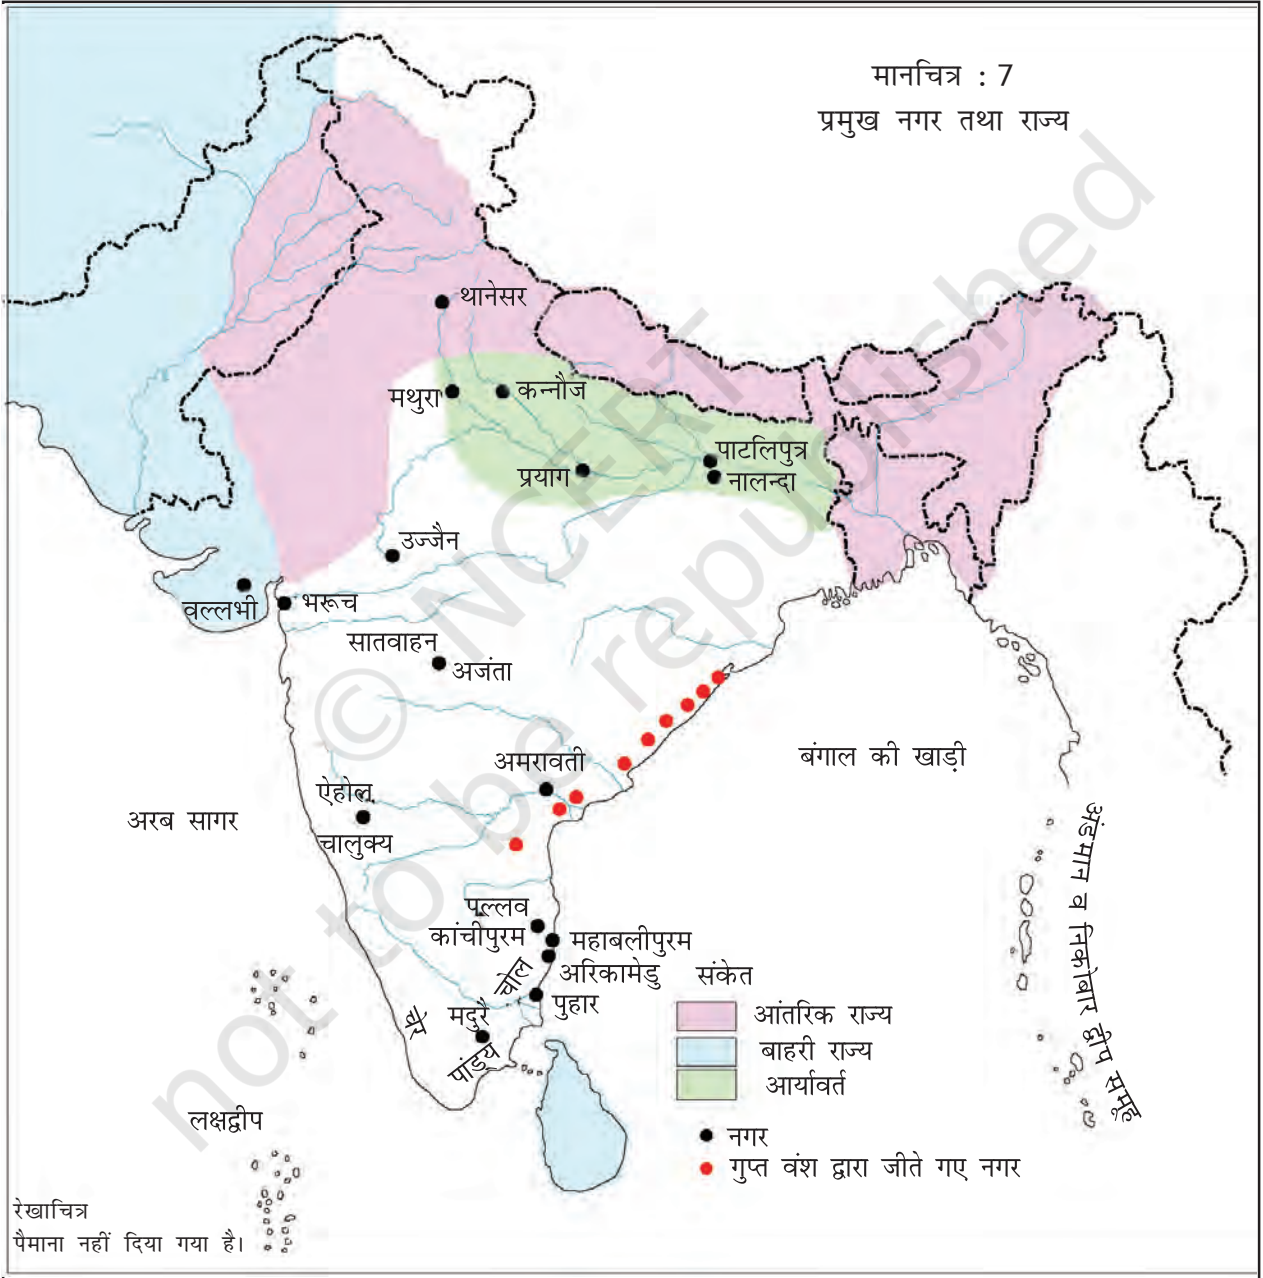 मानचित्र : 7
प्रमुख नगर तथा राज्य
थानेसर
मथुरा
कन्नौज
प्रयाग
पाटलिपुत्र
नालन्दा
उज्जैन
वल्लभी
भरूच
सातवाहन
अजंता
बंगाल की खाड़ी
अमरावती
ऐहोल
चालुक्य
अरब सागर
अंडमान व निकोबार द्वीप समूह
पल्लव
कांचीपुरम
महाबलीपुरम
अरिकामेडु
चोल
पुहार
चेर
मदुरै
पांड्य
संकेत
आंतरिक राज्य
बाहरी राज्य
आर्यावर्त
नगर
गुप्त वंश द्वारा जीते गए नगर
लक्षद्वीप
रेखाचित्र
पैमाना नहीं दिया गया है।
© NCERT
not to be republished